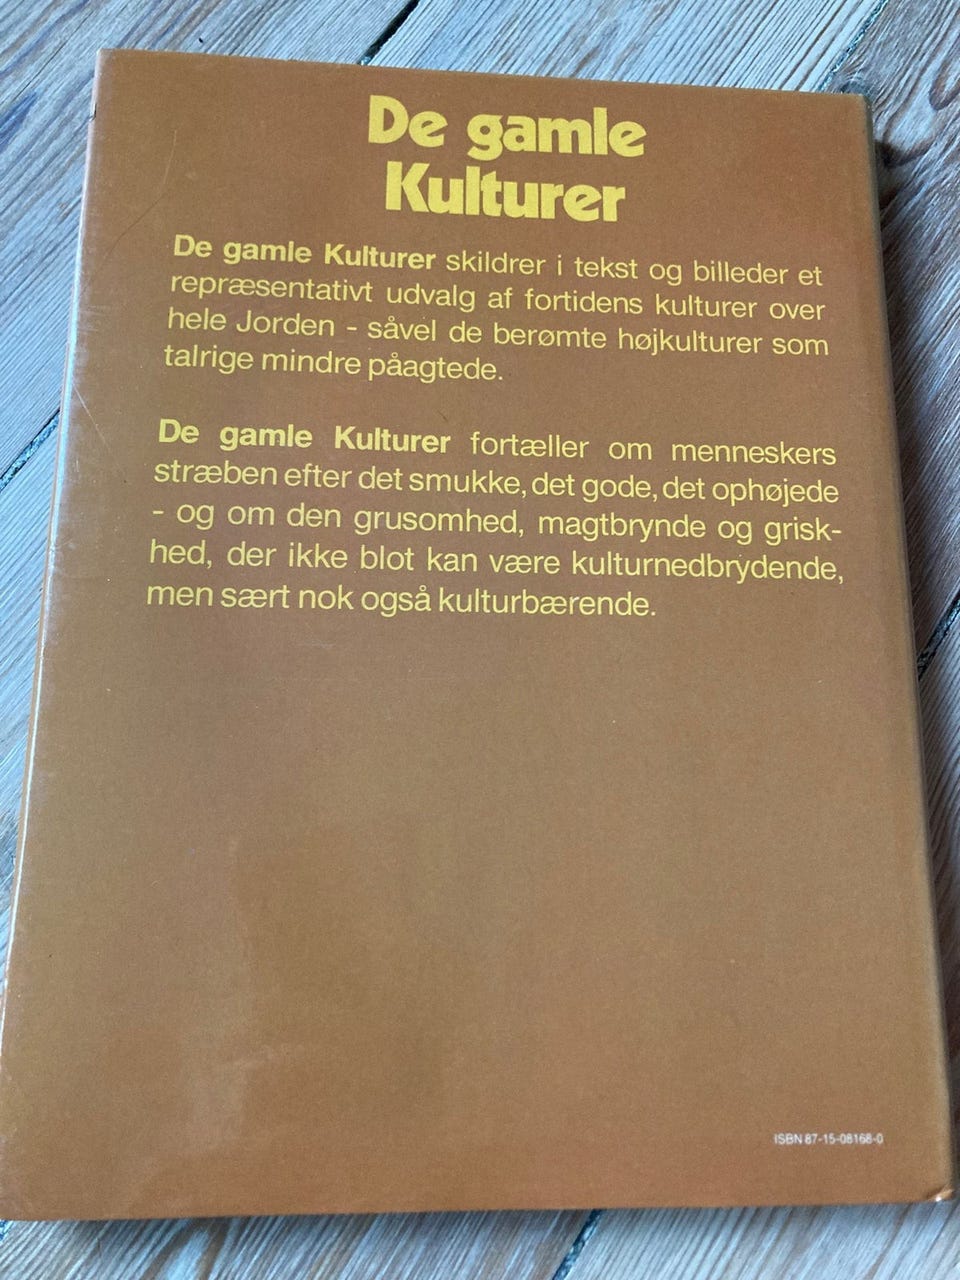 De gamle
Kulturer
De gamle Kulturer skildrer i tekst og billeder et
repræsentativt udvalg af fortidens kulturer over
hele Jorden - såvel de berømte højkulturer som
talrige mindre påagtede.
De gamle Kulturer fortæller om menneskers
stræben efter det smukke, det gode, det ophøjede
- og om den grusomhed, magtbrynde og grisk-
hed, der ikke blot kan være kulturnedbrydende,
men sært nok også kulturbærende.
ISBN 87-15-08168-0